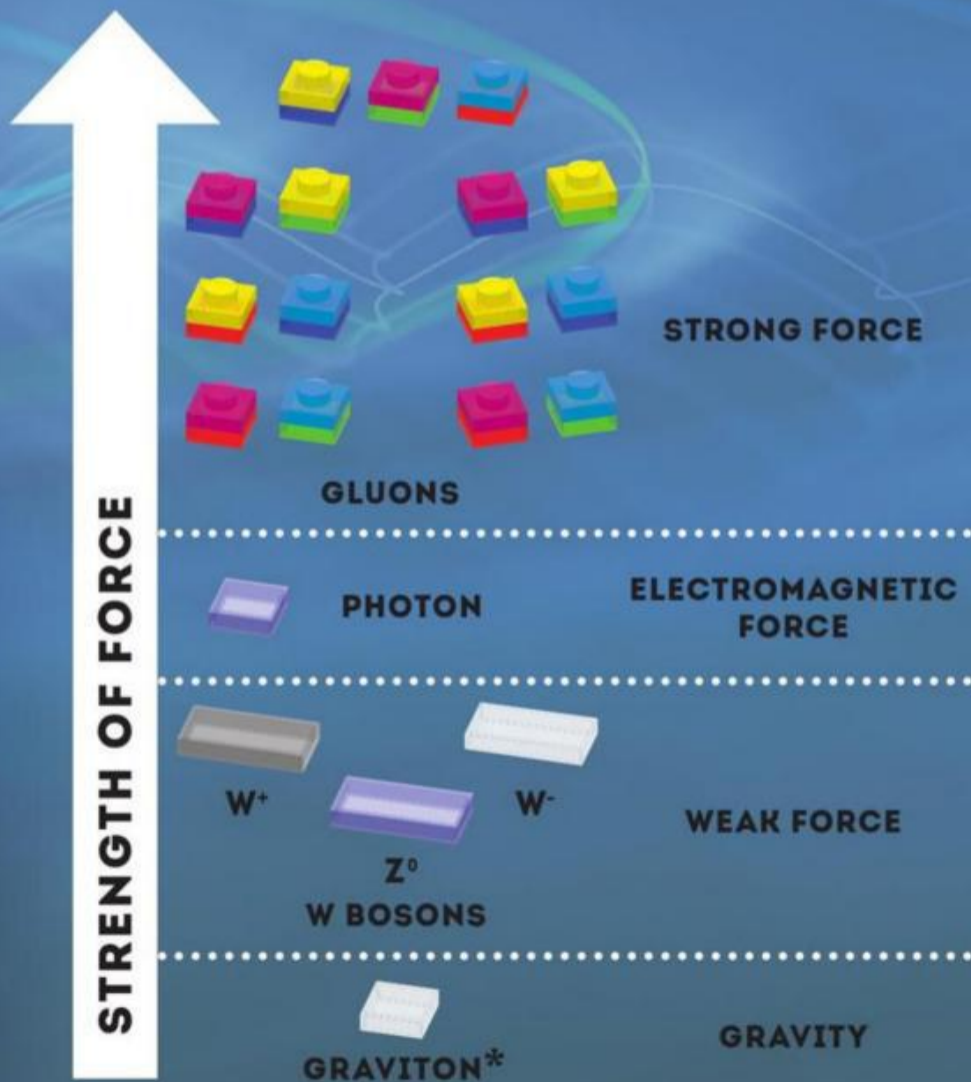 STRONG FORCE
GLUONS
STRENGTH OF FORCE
PHOTON
ELECTROMAGNETIC
FORCE
W⁺
W⁻
Z⁰
W BOSONS
WEAK FORCE
GRAVITON*
GRAVITY